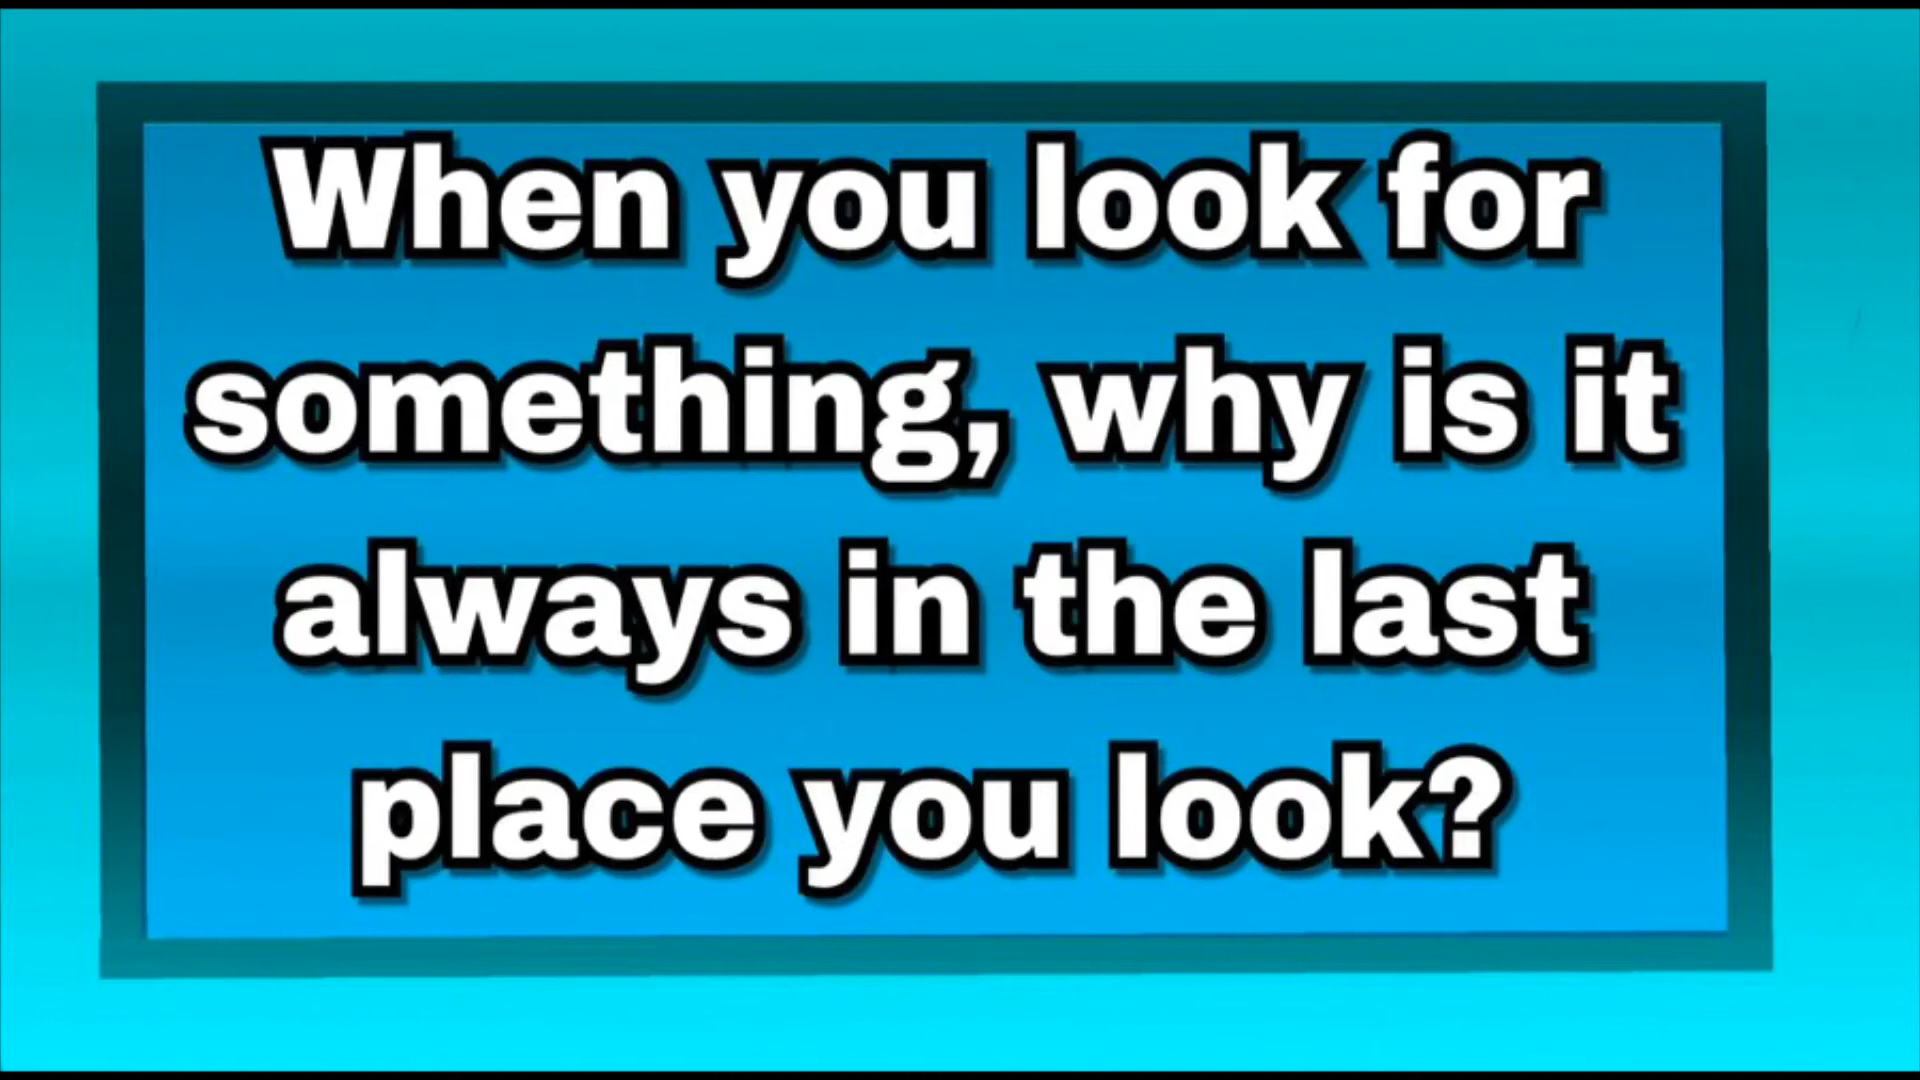 When you look for
something, why is it
always in the last
place you look?